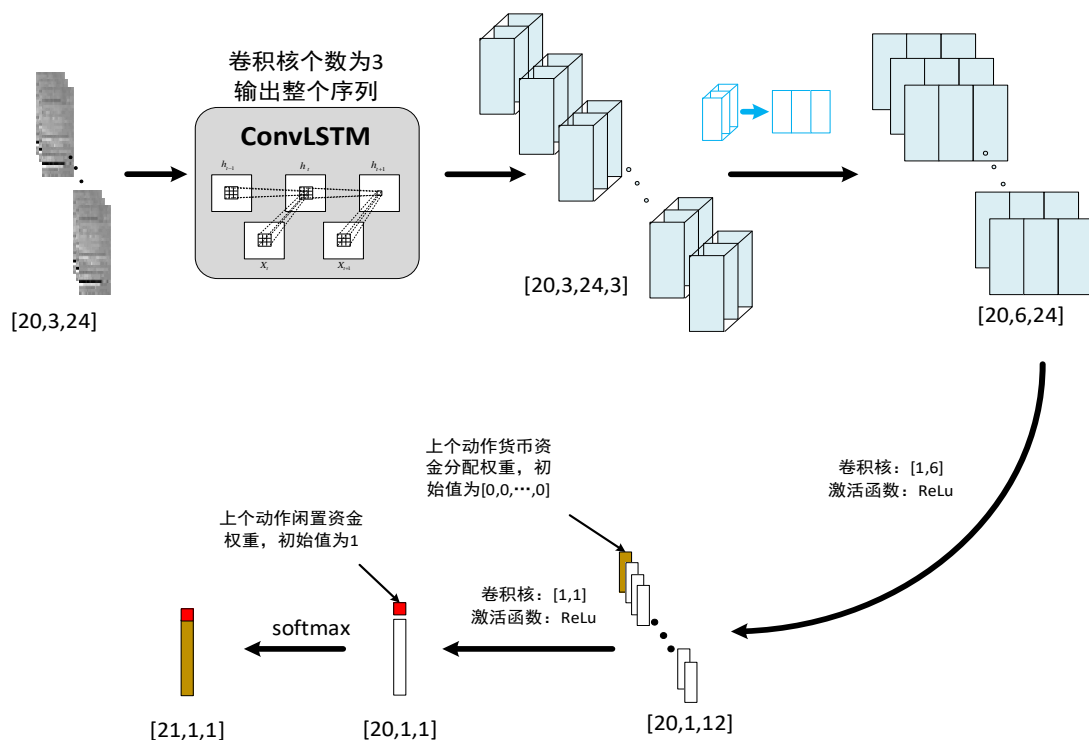 卷积核个数为3
输出整个序列
ConvLSTM
h_{t-1}
h_t
h_{t+1}
X_t
X_{t+1}
[20,3,24]
[20,3,24,3]
[20,6,24]
卷积核：[1,6]
激活函数：ReLu
上个动作货币资
金分配权重，初
始值为[0,0,…,0]
上个动作闲置资金
权重，初始值为1
卷积核：[1,1]
激活函数：ReLu
softmax
[21,1,1]
[20,1,1]
[20,1,12]